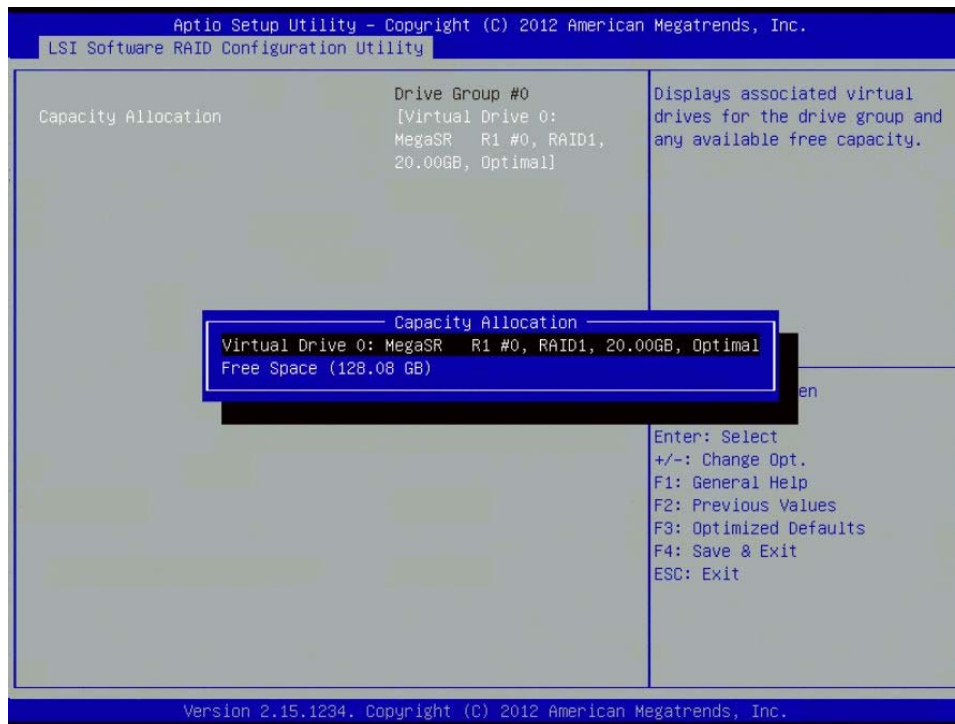 Aptio Setup Utility – Copyright (C) 2012 American Megatrends, Inc.
LSI Software RAID Configuration Utility
Drive Group #0
Capacity Allocation
[Virtual Drive 0:
MegaSR R1 #0, RAID1,
20.00GB, Optimal]
Displays associated virtual
drives for the drive group and
any available free capacity.
Capacity Allocation
Virtual Drive 0: MegaSR R1 #0, RAID1, 20.00GB, Optimal
Free Space (128.08 GB)
en
Enter: Select
+/-: Change Opt.
F1: General Help
F2: Previous Values
F3: Optimized Defaults
F4: Save & Exit
ESC: Exit
Version 2.15.1234. Copyright (C) 2012 American Megatrends, Inc.